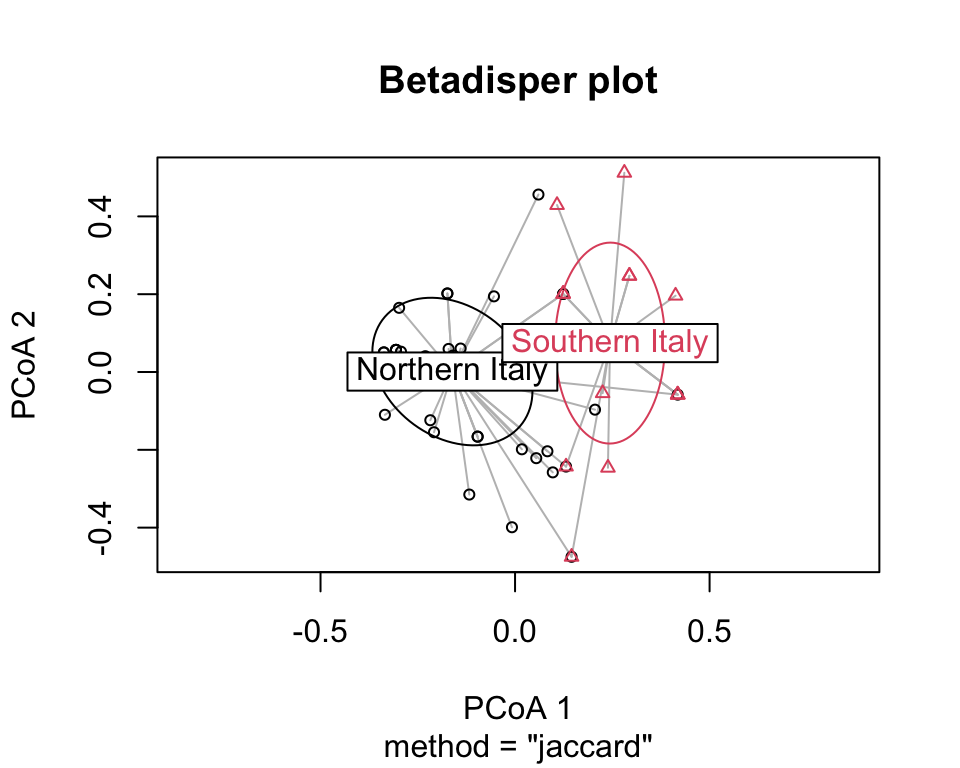 Betadisper plot
PCoA 2
0.4
0.2
0.0
-0.4
Southern Italy
Northern Italy
-0.5
0.0
0.5
PCoA 1
method = "jaccard"